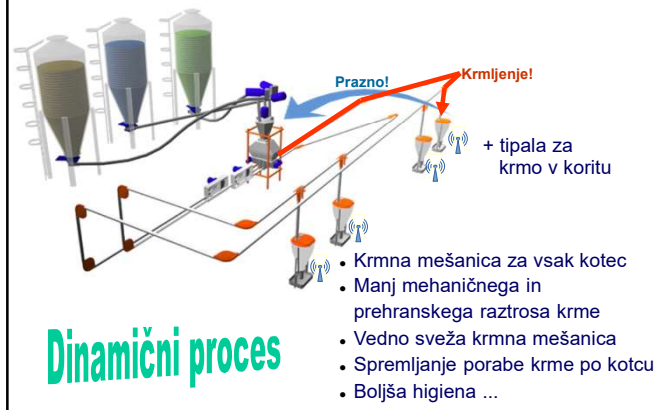 Prazno!
Krmljenje!
+ tipala za
krmo v koritu
• Krmna mešanica za vsak kotec
• Manj mehaničnega in
prehranskega raztrosa krme
• Vedno sveža krmna mešanica
• Spremljanje porabe krme po kotcu
• Boljša higiena ...
Dinamični proces